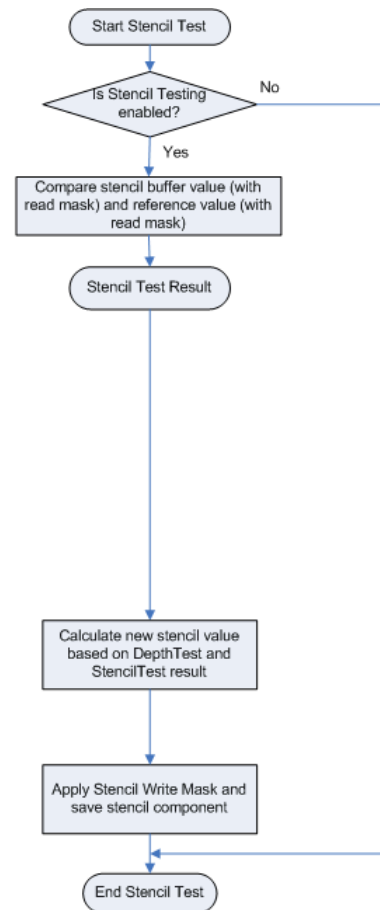 Start Stencil Test
Is Stencil Testing
enabled?
No
Yes
Compare stencil buffer value (with
read mask) and reference value (with
read mask)
Stencil Test Result
Calculate new stencil value
based on DepthTest and
StencilTest result
Apply Stencil Write Mask and
save stencil component
End Stencil Test